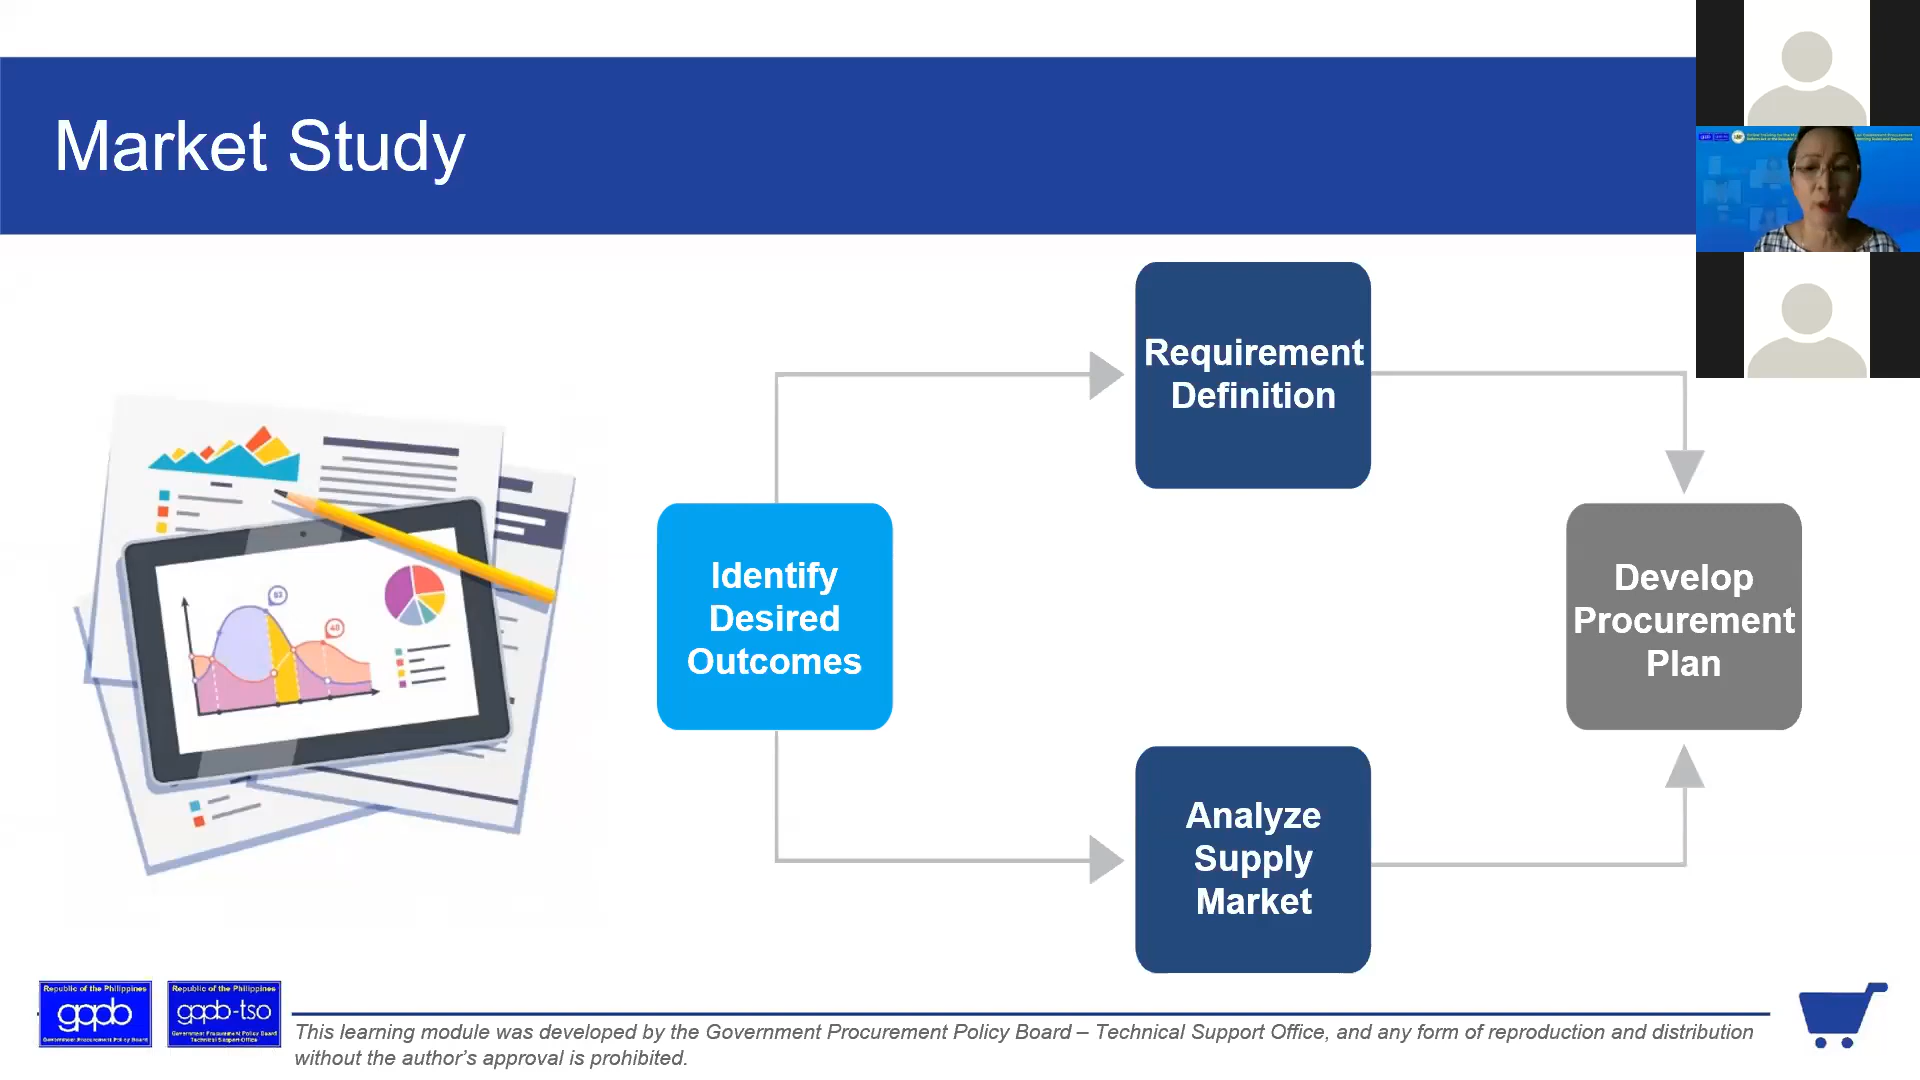 Market Study
Requirement
Definition
Identify
Desired
Outcomes
Develop
Procurement
Plan
Analyze
Supply
Market
83
40
Republic of the Philippines
gppb
Government Procurement Policy Board
Republic of the Philippines
gppb-tso
Government Procurement Policy Board
Technical Support Office
This learning module was developed by the Government Procurement Policy Board – Technical Support Office, and any form of reproduction and distribution
without the author's approval is prohibited.